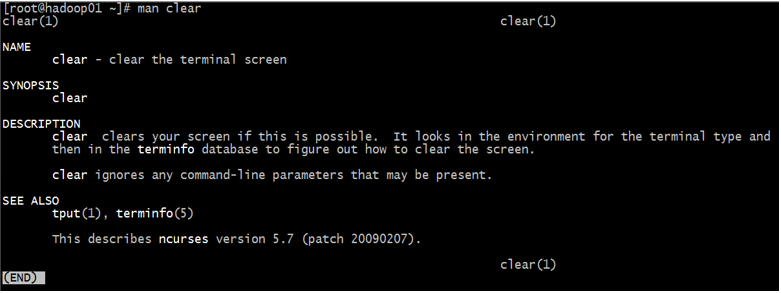 [root@hadoop01 ~]# man clear
clear(1) clear(1)
NAME
clear - clear the terminal screen
SYNOPSIS
clear
DESCRIPTION
clear clears your screen if this is possible. It looks in the environment for the terminal type and
then in the terminfo database to figure out how to clear the screen.
clear ignores any command-line parameters that may be present.
SEE ALSO
tput(1), terminfo(5)
This describes ncurses version 5.7 (patch 20090207).
clear(1)
(END)